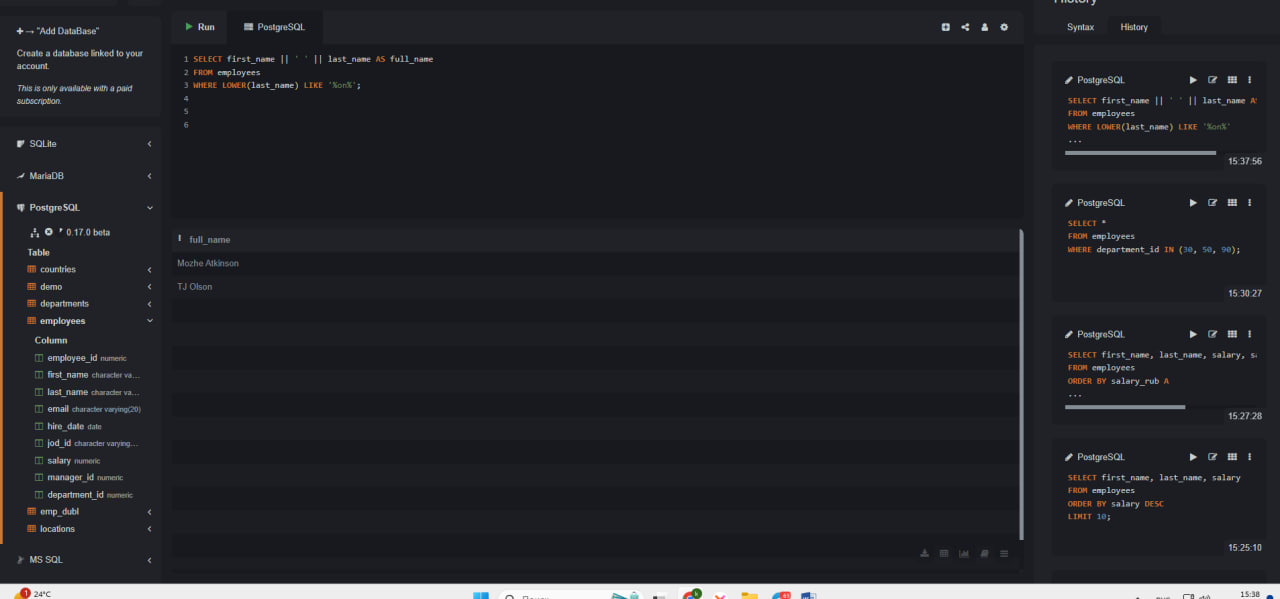 History
+ → "Add DataBase"
Create a database linked to your
account.
This is only available with a paid
subscription.
SQLite
MariaDB
PostgreSQL
0.17.0 beta
Table
countries
demo
departments
employees
Column
employee_id numeric
first_name character va...
last_name character va...
email character varying(20)
hire_date date
jod_id character varying...
salary numeric
manager_id numeric
department_id numeric
emp_dubl
locations
MS SQL
Run
PostgreSQL
1 SELECT first_name || ' ' || last_name AS full_name
2 FROM employees
3 WHERE LOWER(last_name) LIKE '%on%';
4
5
6
full_name
Mozhe Atkinson
TJ Olson
Syntax History
PostgreSQL
SELECT first_name || ' ' || last_name AS
FROM employees
WHERE LOWER(last_name) LIKE '%on%'
...
15:37:56
PostgreSQL
SELECT *
FROM employees
WHERE department_id IN (30, 50, 90);
15:30:27
PostgreSQL
SELECT first_name, last_name, salary, sa
FROM employees
ORDER BY salary_rub A
...
15:27:28
PostgreSQL
SELECT first_name, last_name, salary
FROM employees
ORDER BY salary DESC
LIMIT 10;
15:25:10
1
24°C
15:38